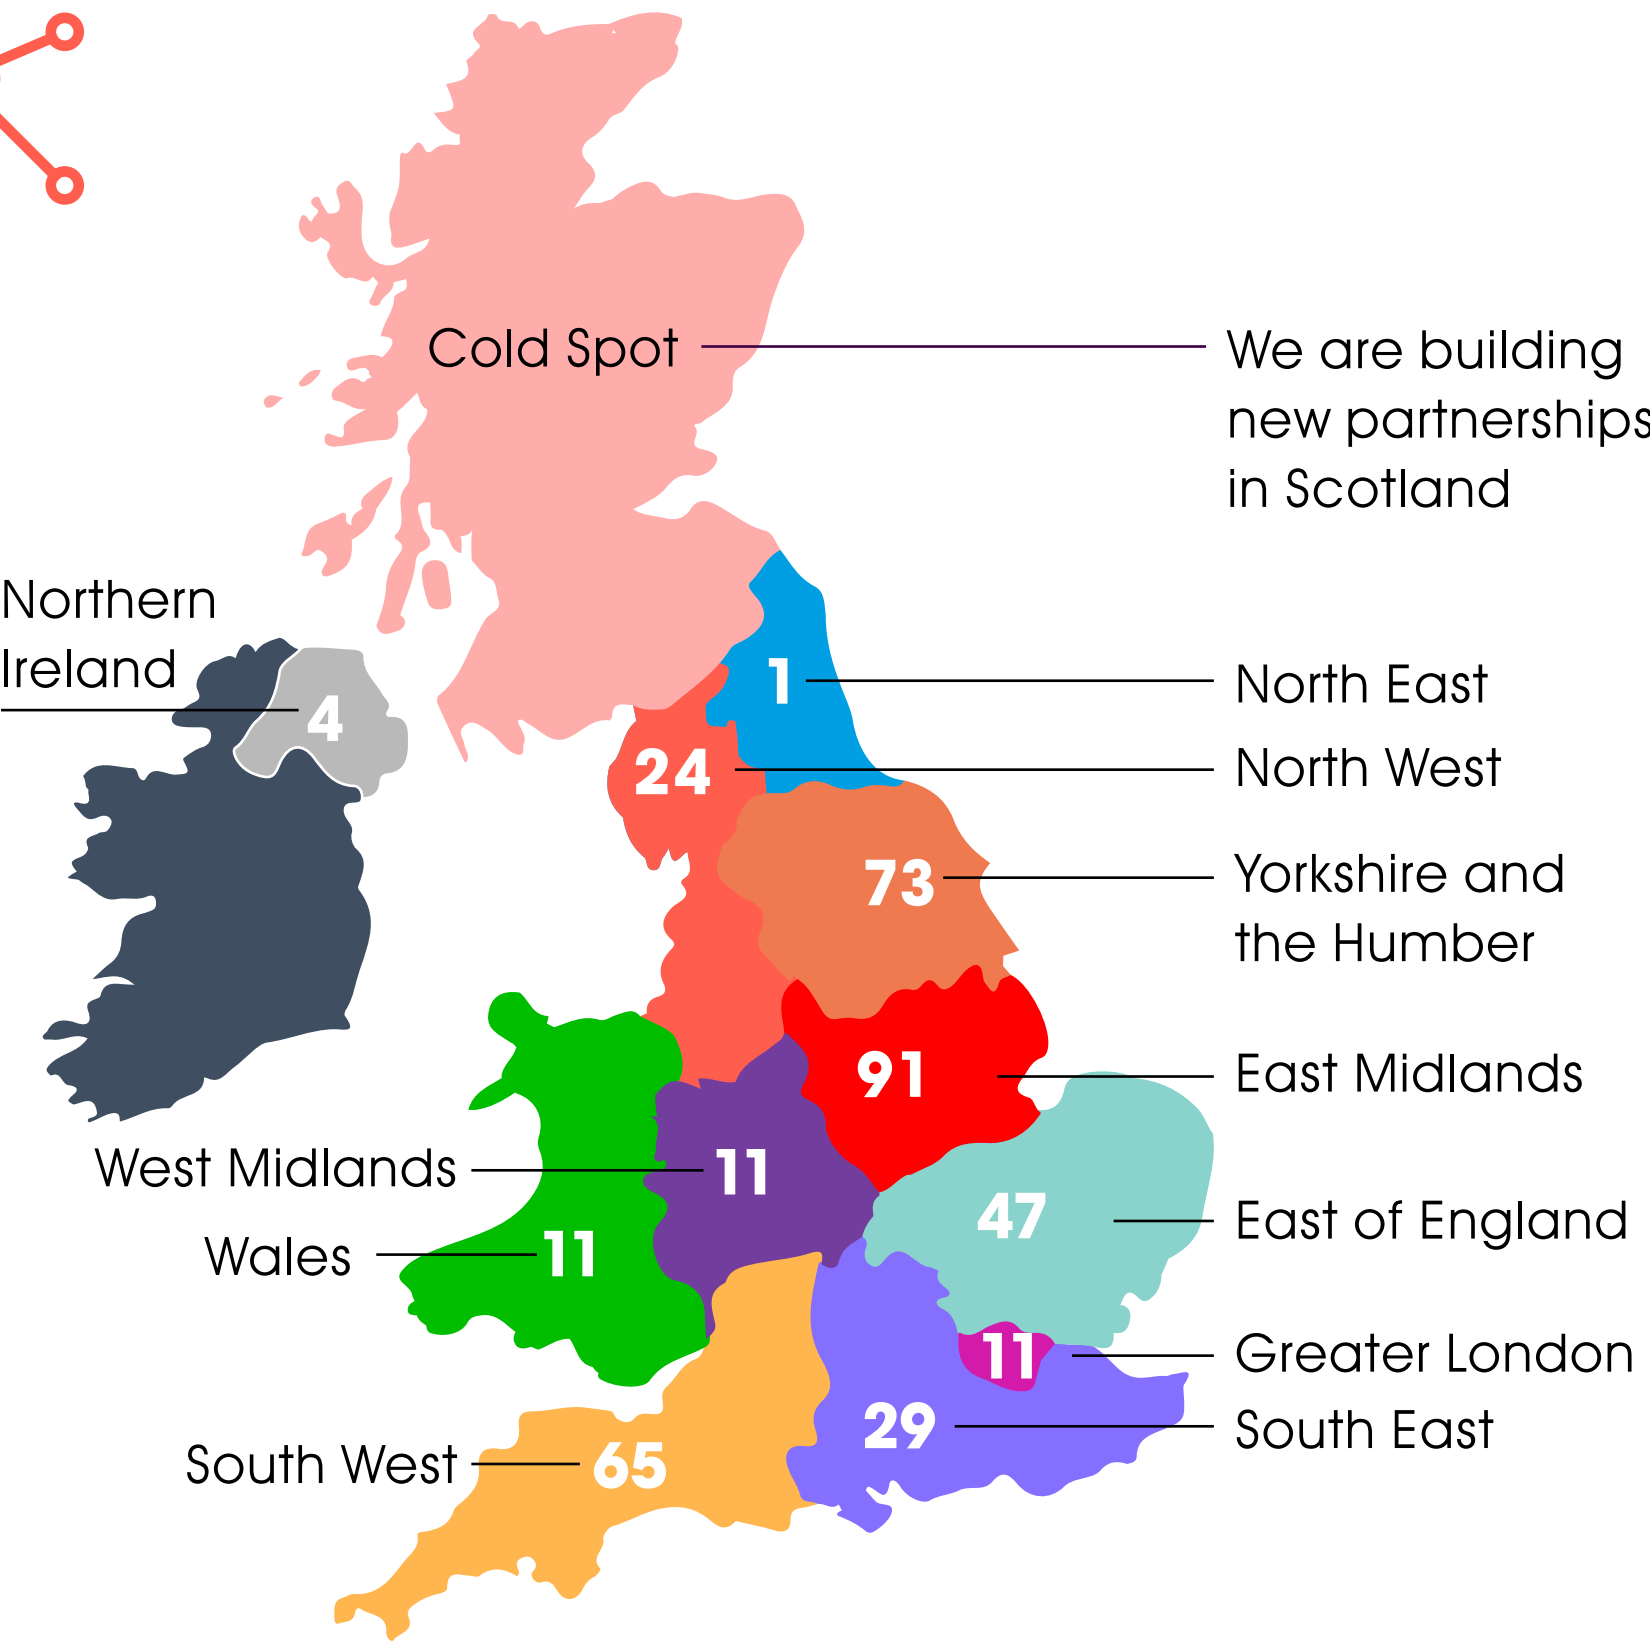 Cold Spot
We are building
new partnerships
in Scotland
Northern
Ireland
4
1
North East
24
North West
73
Yorkshire and
the Humber
91
East Midlands
West Midlands
11
47
East of England
Wales
11
11
Greater London
29
South East
South West
65